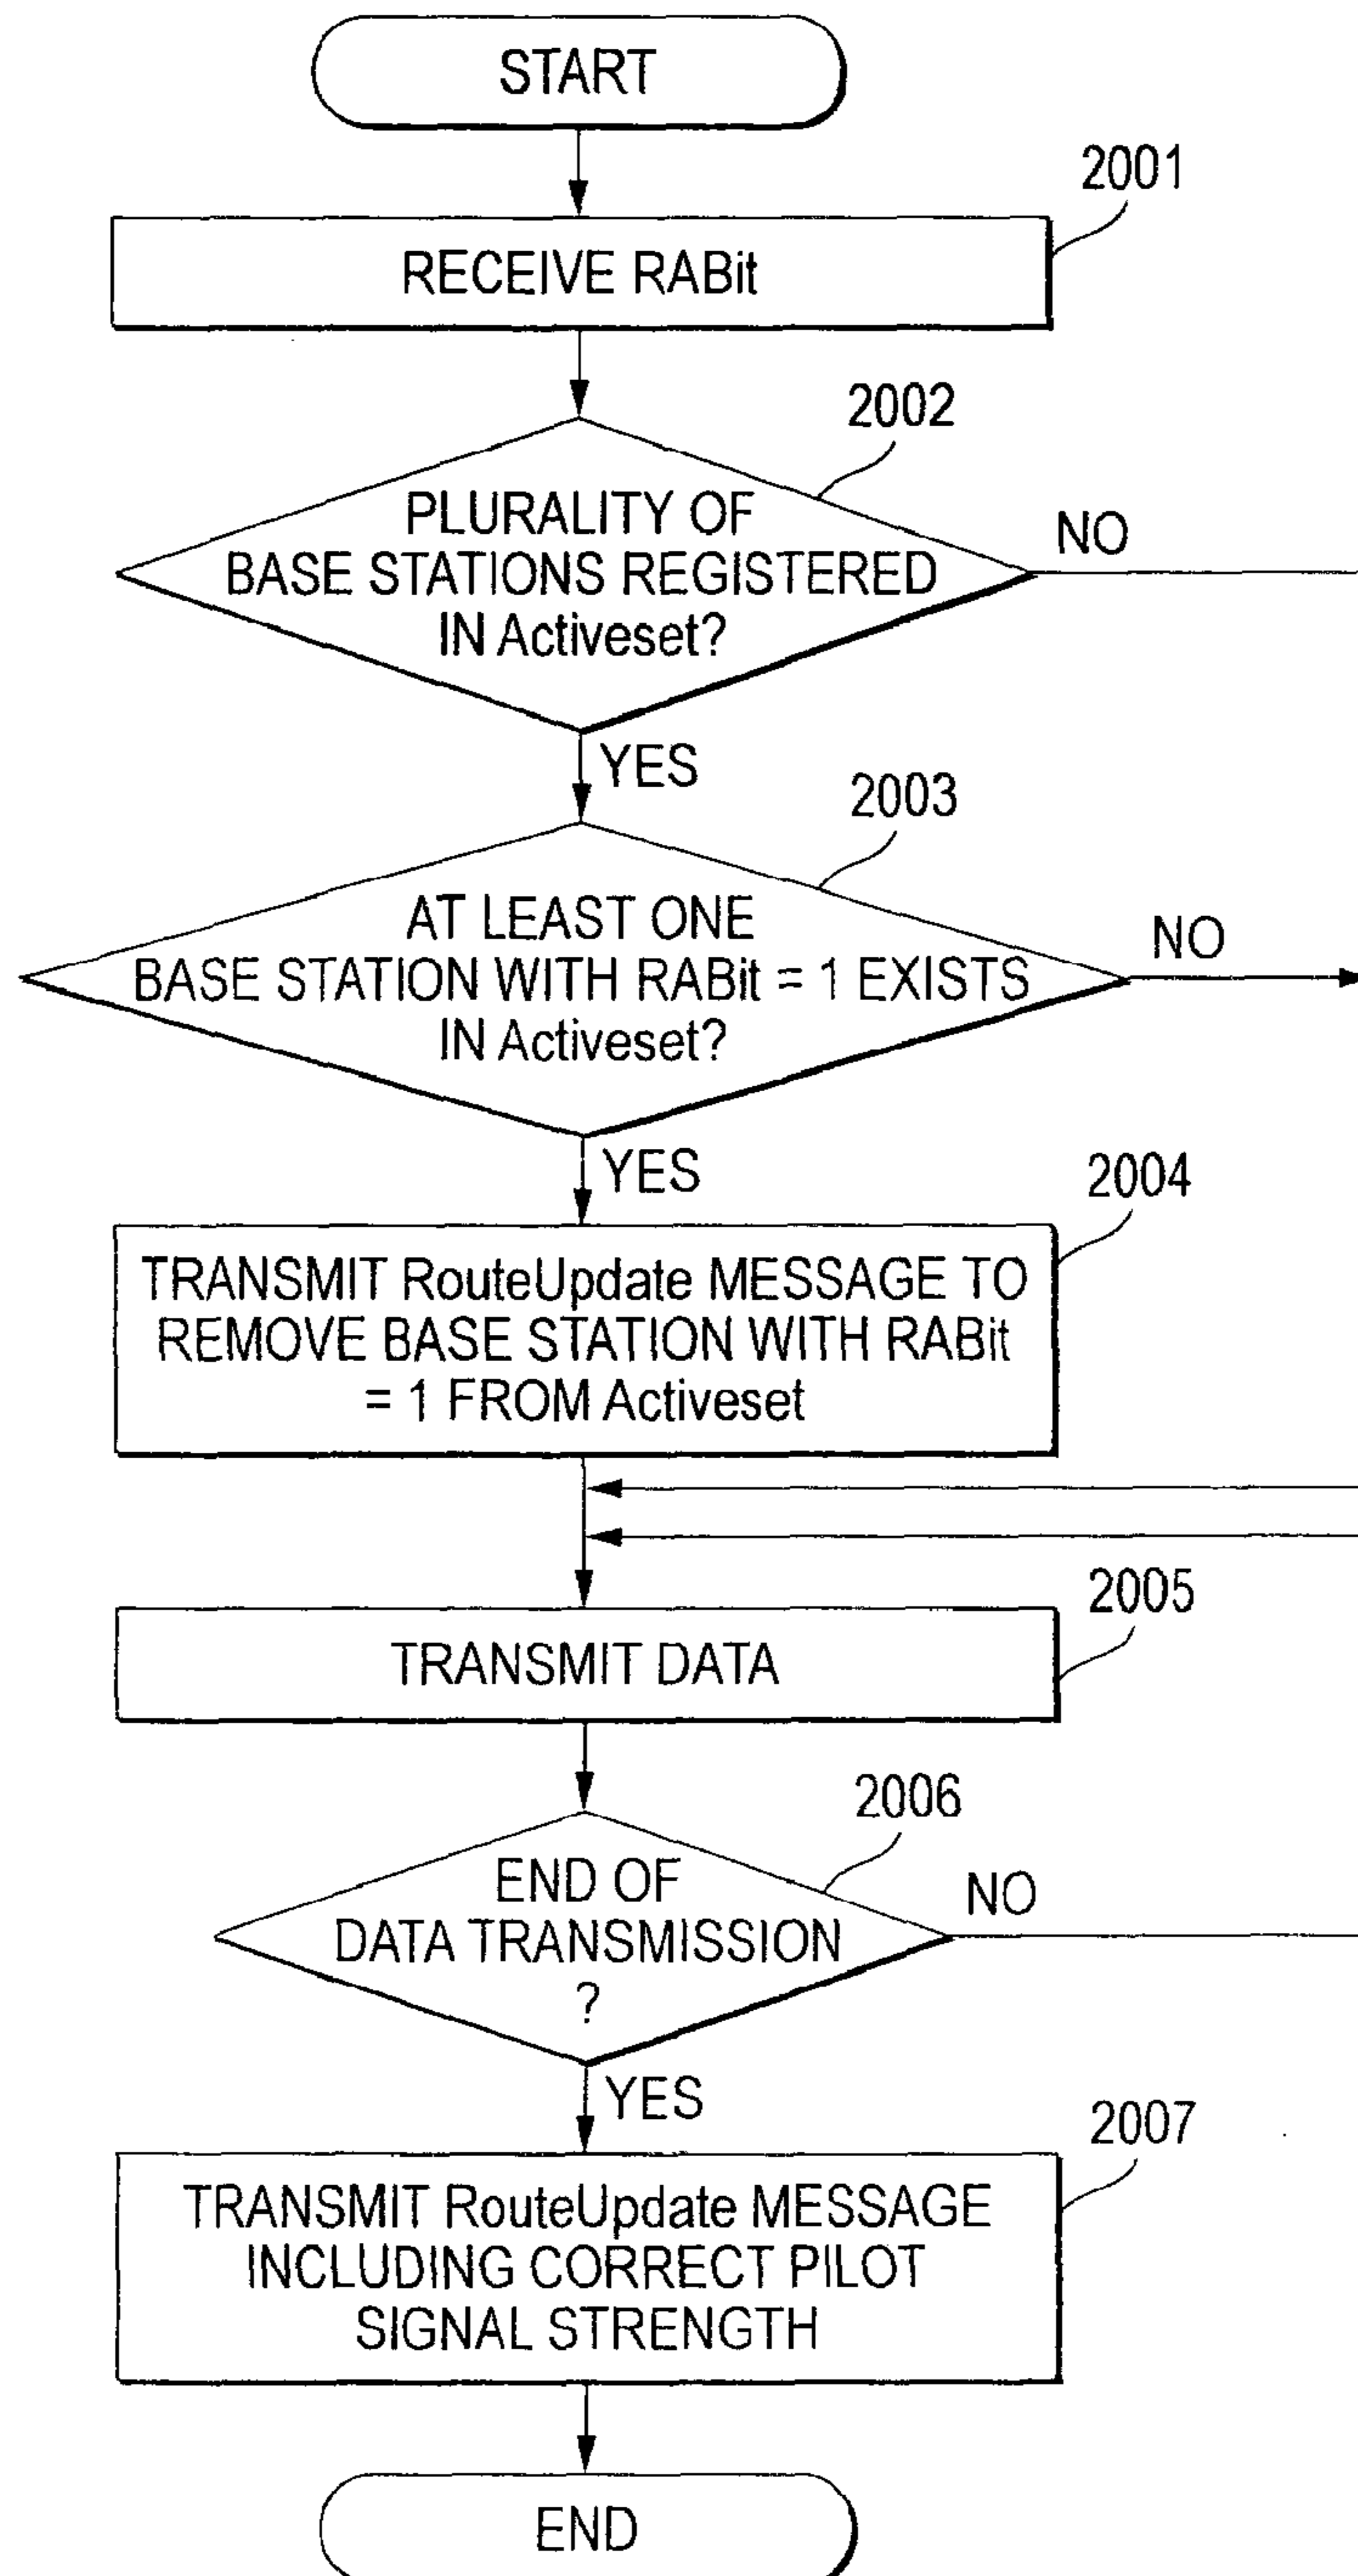 START
2001
RECEIVE RABit
2002
PLURALITY OF
BASE STATIONS REGISTERED
IN Activeset?
NO
YES
2003
AT LEAST ONE
BASE STATION WITH RABit = 1 EXISTS
IN Activeset?
NO
YES
2004
TRANSMIT RouteUpdate MESSAGE TO
REMOVE BASE STATION WITH RABit
= 1 FROM Activeset
2005
TRANSMIT DATA
2006
END OF
DATA TRANSMISSION
?
NO
YES
2007
TRANSMIT RouteUpdate MESSAGE
INCLUDING CORRECT PILOT
SIGNAL STRENGTH
END